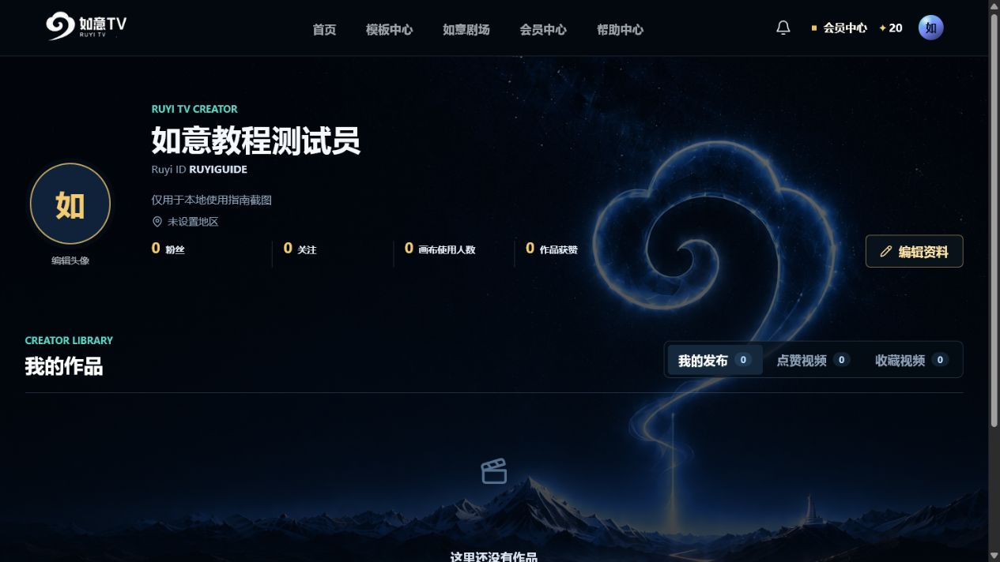 如意TV
RUYI TV
首页 模板中心 如意剧场 会员中心 帮助中心
会员中心 20 如
RUYI TV CREATOR
如意教程测试员
Ruyi ID RUYIGUIDE
如
仅用于本地使用指南截图
未设置地区
0 粉丝 0 关注 0 画布使用人数 0 作品获赞
编辑头像
编辑资料
CREATOR LIBRARY
我的作品
我的发布 0 点赞视频 0 收藏视频 0
这里还没有作品